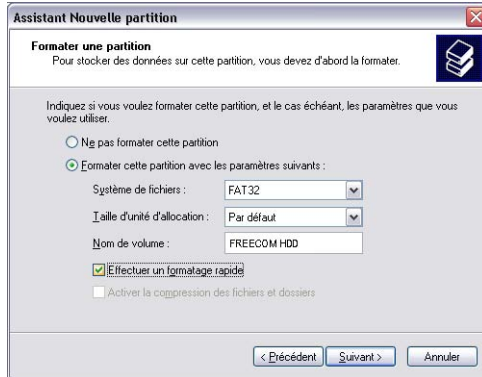 Assistant Nouvelle partition
Formater une partition
Pour stocker des données sur cette partition, vous devez d'abord la formater.
Indiquez si vous voulez formater cette partition, et le cas échéant, les paramètres que vous
voulez utiliser.
Ne pas formater cette partition
Formater cette partition avec les paramètres suivants :
Système de fichiers : FAT32
Taille d'unité d'allocation : Par défaut
Nom de volume : FREECOM HDD
Effectuer un formatage rapide
Activer la compression des fichiers et dossiers
< Précédent Suivant > Annuler